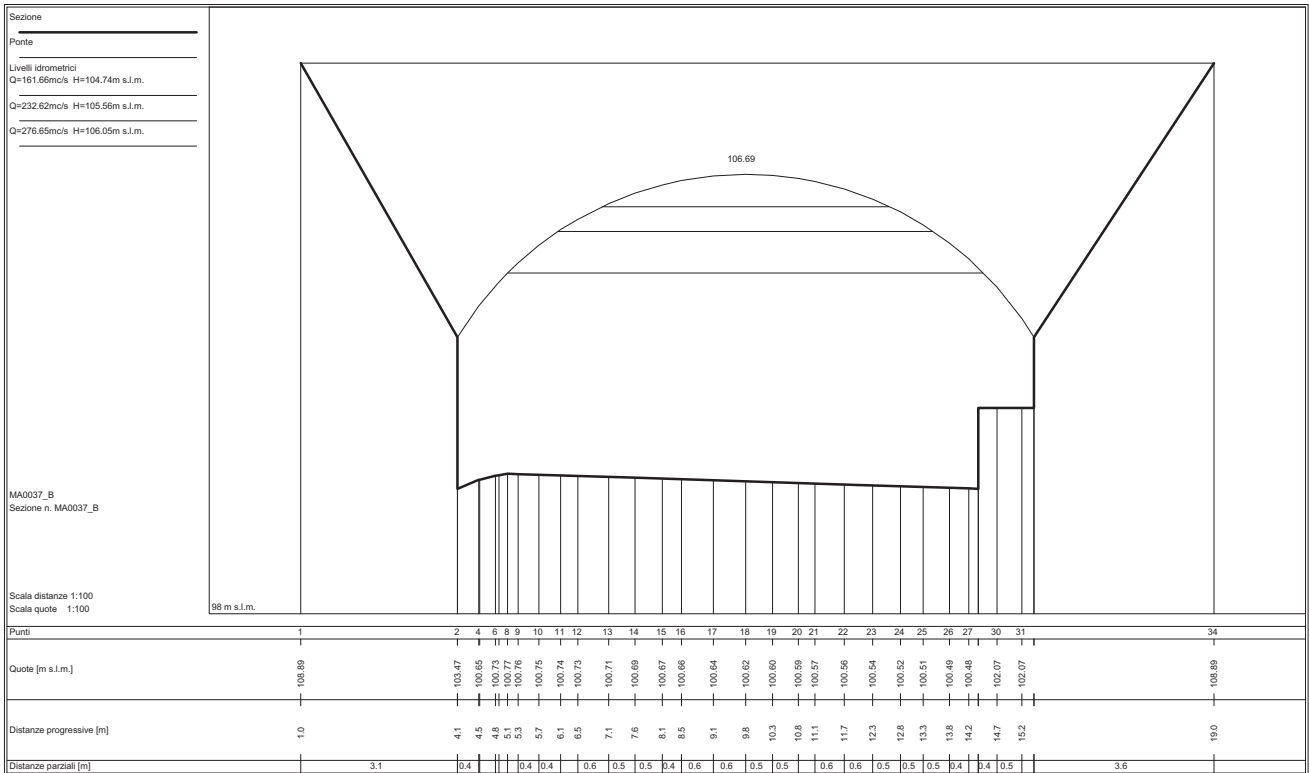 Sezione
Ponte
Livelli idrometrici
Q=161.66mc/s H=104.74m s.l.m.
Q=232.62mc/s H=105.56m s.l.m.
Q=276.65mc/s H=106.05m s.l.m.
106.69
MA0037_B
Sezione n. MA0037_B
Scala distanze 1:100
Scala quote 1:100
98 m s.l.m.
Punti 1 2 4 6 8 9 10 11 12 13 14 15 16 17 18 19 20 21 22 23 24 25 26 27 30 31 34
Quote [m s.l.m.] 108.89 103.47 100.65 100.73 100.77 100.76 100.75 100.74 100.73 100.71 100.69 100.67 100.66 100.64 100.62 100.60 100.59 100.57 100.56 100.54 100.52 100.51 100.49 100.48 102.07 102.07 108.89
Distanze progressive [m] 1.0 4.1 4.5 4.8 5.1 5.3 5.7 6.1 6.5 7.1 7.6 8.1 8.5 9.1 9.8 10.3 10.8 11.1 11.7 12.3 12.8 13.3 13.8 14.2 14.7 15.2 19.0
Distanze parziali [m] 3.1 0.4 0.4 0.4 0.6 0.5 0.5 0.4 0.6 0.6 0.5 0.5 0.6 0.6 0.5 0.5 0.4 0.4 0.5 3.6